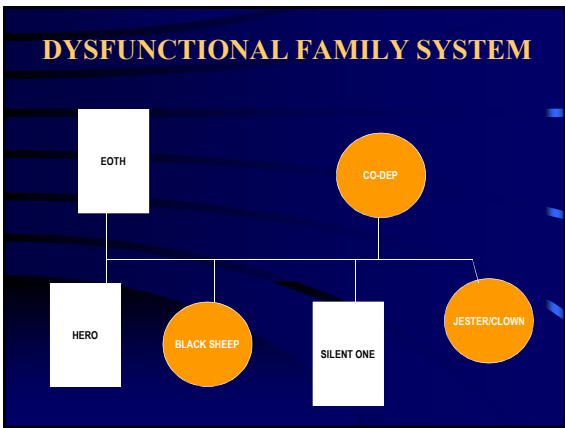 DYSFUNCTIONAL FAMILY SYSTEM
EOTH
CO-DEP
HERO
BLACK SHEEP
SILENT ONE
JESTER/CLOWN